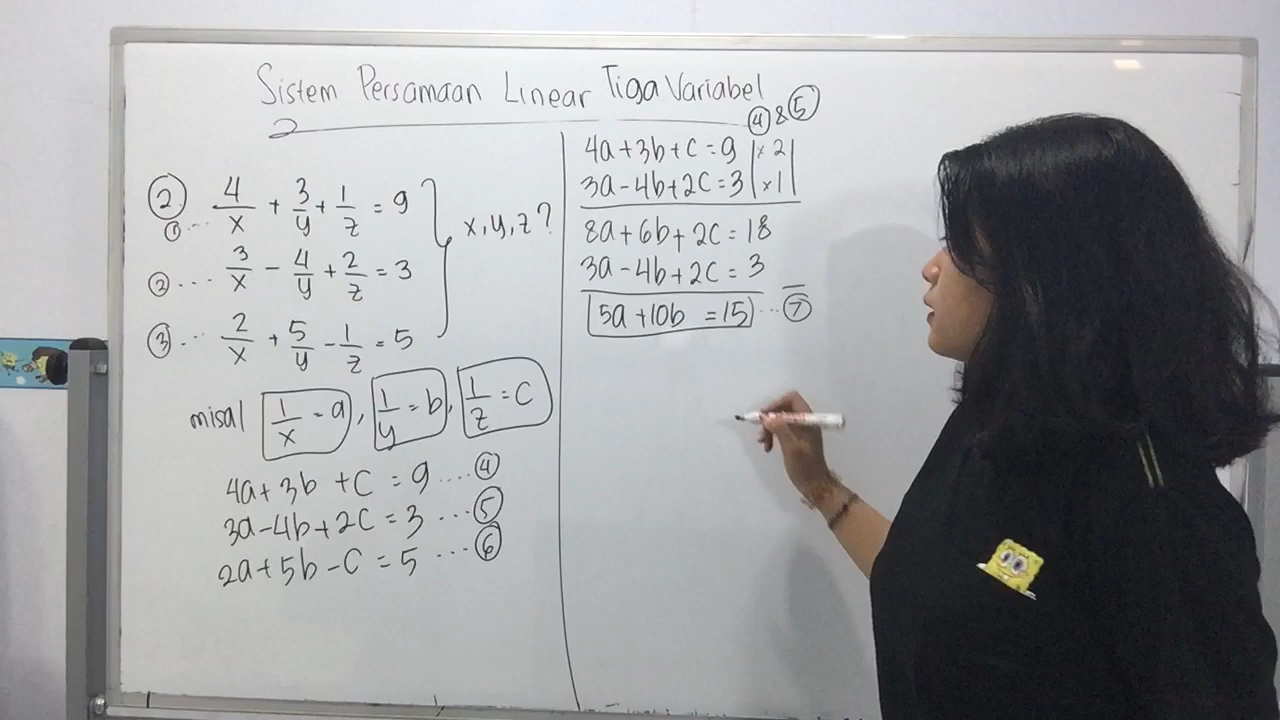 Sistem Persamaan Linear Tiga Variabel
② 4/x + 3/y + 1/z = 9
① ...
② ... 3/x - 4/y + 2/z = 3
③ ... 2/x + 5/y - 1/z = 5
x, y, z ?
misal 1/x = a, 1/y = b, 1/z = C
4a + 3b + C = 9 .... ④
3a - 4b + 2C = 3 ... ⑤
2a + 5b - C = 5 ... ⑥
④ & ⑤
4a + 3b + C = 9 | x 2 |
3a - 4b + 2C = 3 | x 1 |
8a + 6b + 2C = 18
3a - 4b + 2C = 3 -
5a + 10b = 15 ... ⑦